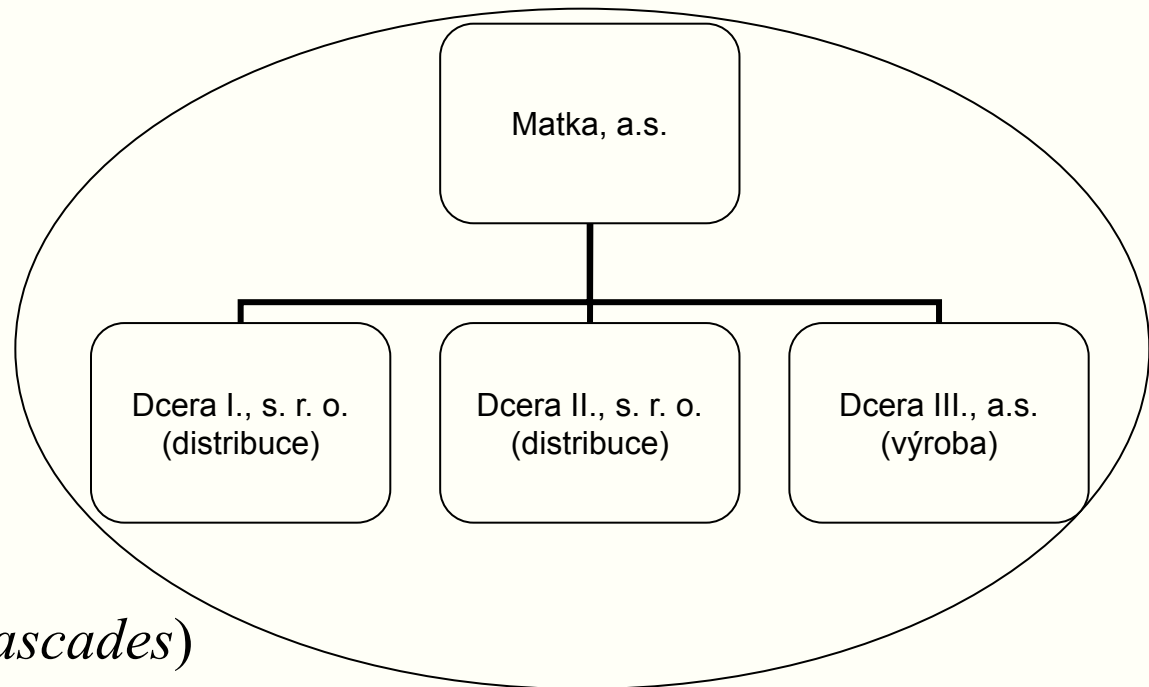 Matka, a.s.
Dcera I., s. r. o.
(distribuce)
Dcera II., s. r. o.
(distribuce)
Dcera III., a.s.
(výroba)
ascades)